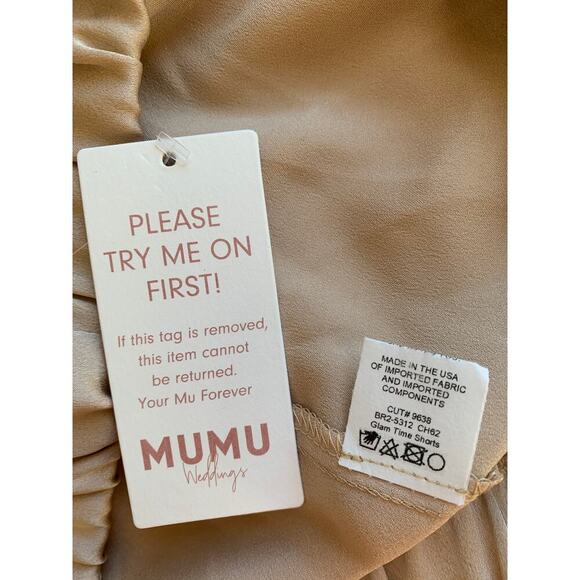 PLEASE
TRY ME ON
FIRST!
If this tag is removed,
this item cannot
be returned.
Your Mu Forever
MUMU
Weddings
MADE IN THE USA
OF IMPORTED FABRIC
AND IMPORTED
COMPONENTS
CUT# 9638
BR2-5312 CH62
Glam Time Shorts